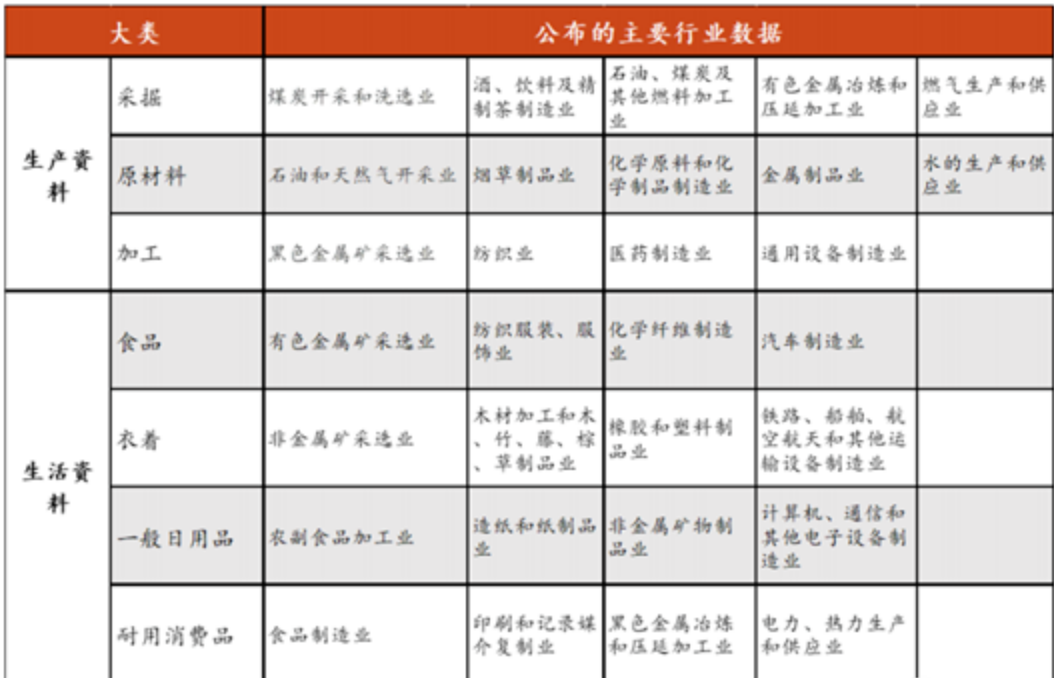 大类
公布的主要行业数据
生产资
料
采掘
煤炭开采和洗选业
酒、饮料及精
制茶制造业
石油、煤炭及
其他燃料加工
业
有色金属冶炼和
压延加工业
燃气生产和供
应业
原材料
石油和天然气开采业
烟草制品业
化学原料和化
学制品制造业
金属制品业
水的生产和供
应业
加工
黑色金属矿采选业
纺织业
医药制造业
通用设备制造业
生活资
料
食品
有色金属矿采选业
纺织服装、服
饰业
化学纤维制造
业
汽车制造业
衣着
非金属矿采选业
木材加工和木
、竹、藤、棕
、草制品业
橡胶和塑料制
品业
铁路、船舶、航
空航天和其他运
输设备制造业
一般日用品
农副食品加工业
造纸和纸制品
业
非金属矿物制
品业
计算机、通信和
其他电子设备制
造业
耐用消费品
食品制造业
印刷和记录媒
介复制业
黑色金属冶炼
和压延加工业
电力、热力生产
和供应业